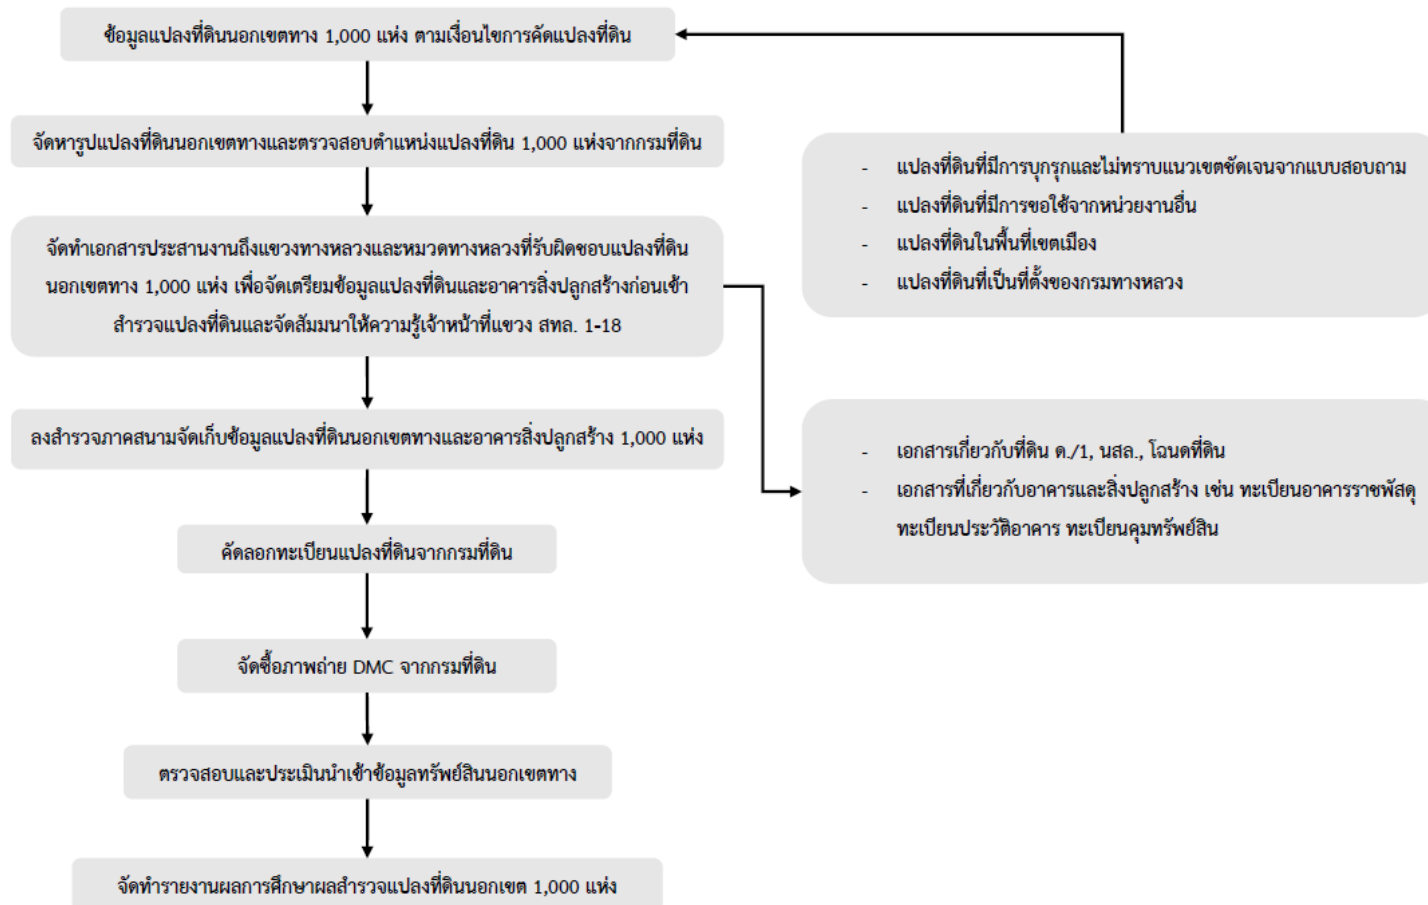 ข้อมูลแปลงที่ดินนอกเขตทาง 1,000 แห่ง ตามเงื่อนไขการคัดแปลงที่ดิน
จัดหารูปแปลงที่ดินนอกเขตทางและตรวจสอบตำแหน่งแปลงที่ดิน 1,000 แห่งจากกรมที่ดิน
จัดทำเอกสารประสานงานถึงแขวงทางหลวงและหมวดทางหลวงที่รับผิดชอบแปลงที่ดิน
นอกเขตทาง 1,000 แห่ง เพื่อจัดเตรียมข้อมูลแปลงที่ดินและอาคารสิ่งปลูกสร้างก่อนเข้า
สำรวจแปลงที่ดินและจัดสัมมนาให้ความรู้เจ้าหน้าที่แขวง สทล. 1-18
ลงสำรวจภาคสนามจัดเก็บข้อมูลแปลงที่ดินนอกเขตทางและอาคารสิ่งปลูกสร้าง 1,000 แห่ง
คัดลอกทะเบียนแปลงที่ดินจากกรมที่ดิน
จัดซื้อภาพถ่าย DMC จากกรมที่ดิน
ตรวจสอบและประเมินนำเข้าข้อมูลทรัพย์สินนอกเขตทาง
จัดทำรายงานผลการศึกษาผลสำรวจแปลงที่ดินนอกเขต 1,000 แห่ง
- แปลงที่ดินที่มีการบุกรุกและไม่ทราบแนวเขตชัดเจนจากแบบสอบถาม
- แปลงที่ดินที่มีการขอใช้จากหน่วยงานอื่น
- แปลงที่ดินในพื้นที่เขตเมือง
- แปลงที่ดินที่เป็นที่ตั้งของกรมทางหลวง
- เอกสารเกี่ยวกับที่ดิน ด./1, นสล., โฉนดที่ดิน
- เอกสารที่เกี่ยวกับอาคารและสิ่งปลูกสร้าง เช่น ทะเบียนอาคารราชพัสดุ
ทะเบียนประวัติอาคาร ทะเบียนคุมทรัพย์สิน